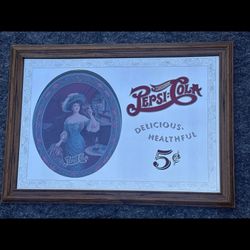 PEPSI:COLA
DELICIOUS.
HEALTHFUL
5¢